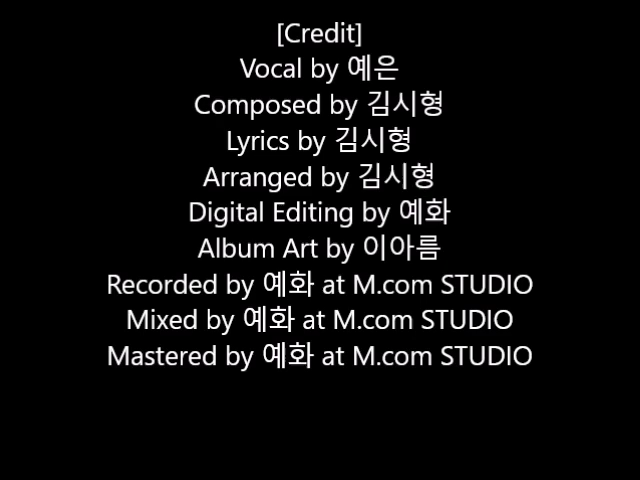 [Credit]
Vocal by 예은
Composed by 김시형
Lyrics by 김시형
Arranged by 김시형
Digital Editing by 예화
Album Art by 이아름
Recorded by 예화 at M.com STUDIO
Mixed by 예화 at M.com STUDIO
Mastered by 예화 at M.com STUDIO